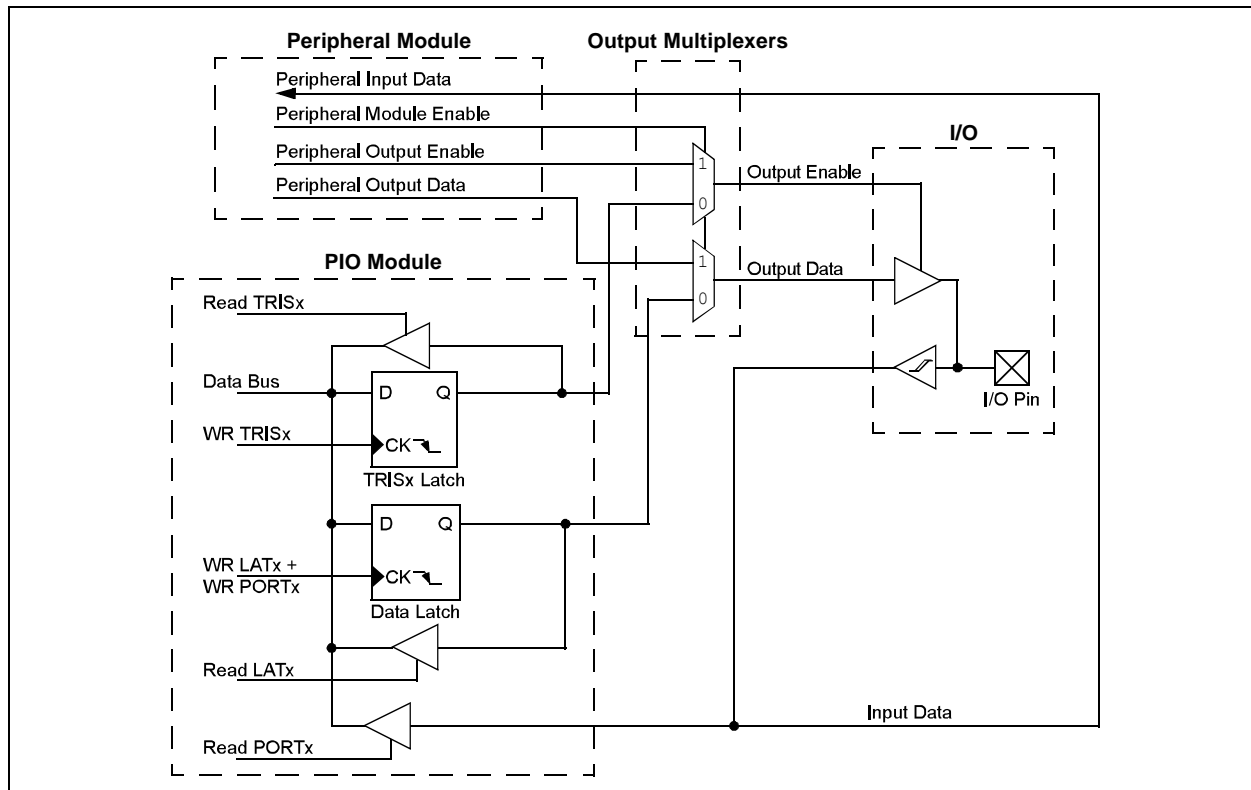 Peripheral Module
Output Multiplexers
Peripheral Input Data
Peripheral Module Enable
Peripheral Output Enable
Peripheral Output Data
1
0
Output Enable
I/O
1
0
Output Data
I/O Pin
PIO Module
Read TRISx
Data Bus
D Q
WR TRISx
CK
TRISx Latch
D Q
WR LATx +
WR PORTx
CK
Data Latch
Read LATx
Input Data
Read PORTx